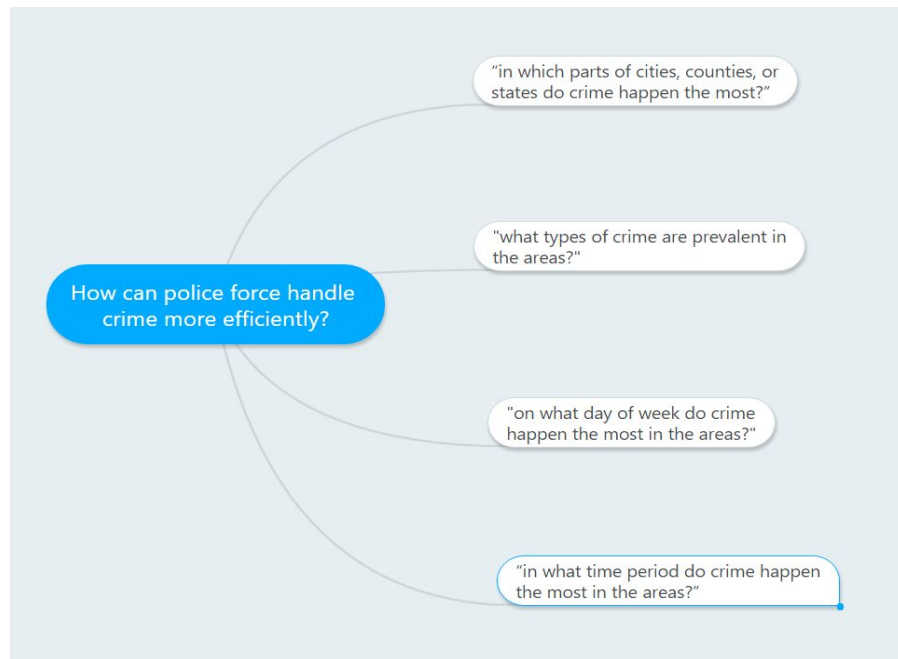 “in which parts of cities, counties, or
states do crime happen the most?”
"what types of crime are prevalent in
the areas?"
How can police force handle
crime more efficiently?
"on what day of week do crime
happen the most in the areas?"
“in what time period do crime happen
the most in the areas?”